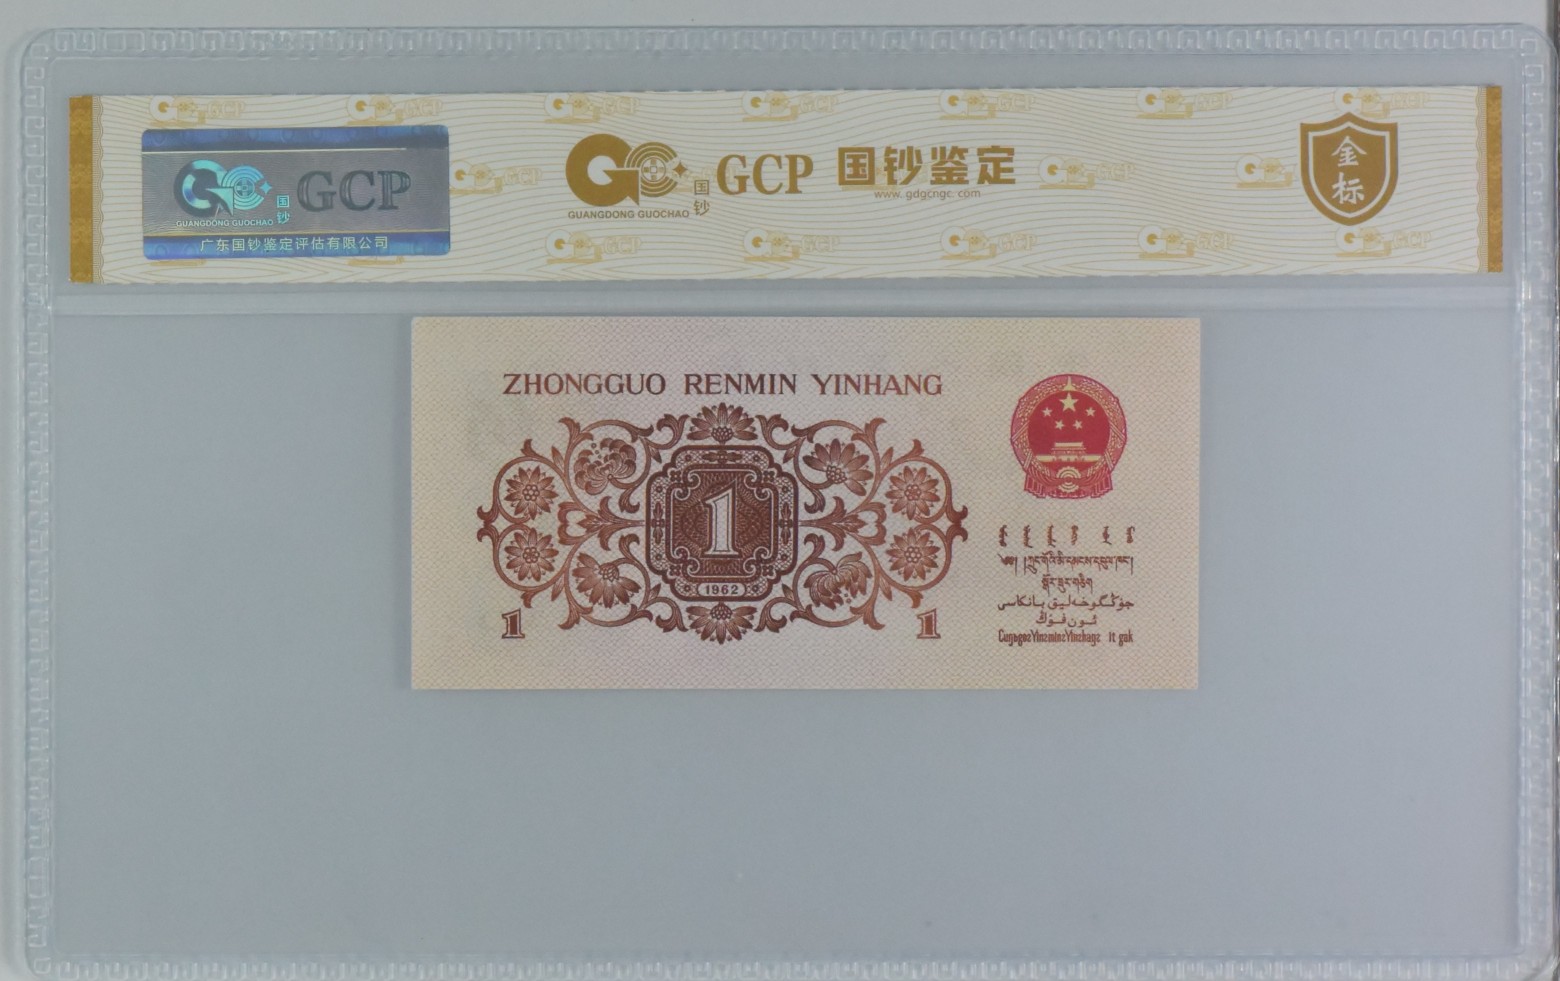 GCP
国钞
GUANGDONG GUOCHAO
广东国钞鉴定评估有限公司
国钞
GUANGDONG GUOCHAO
GCP 国钞鉴定
www.gdgcngc.com
金标
ZHONGGUO RENMIN YINHANG
1
1962
1
1
جۇڭگوخەلىق بانكاسى